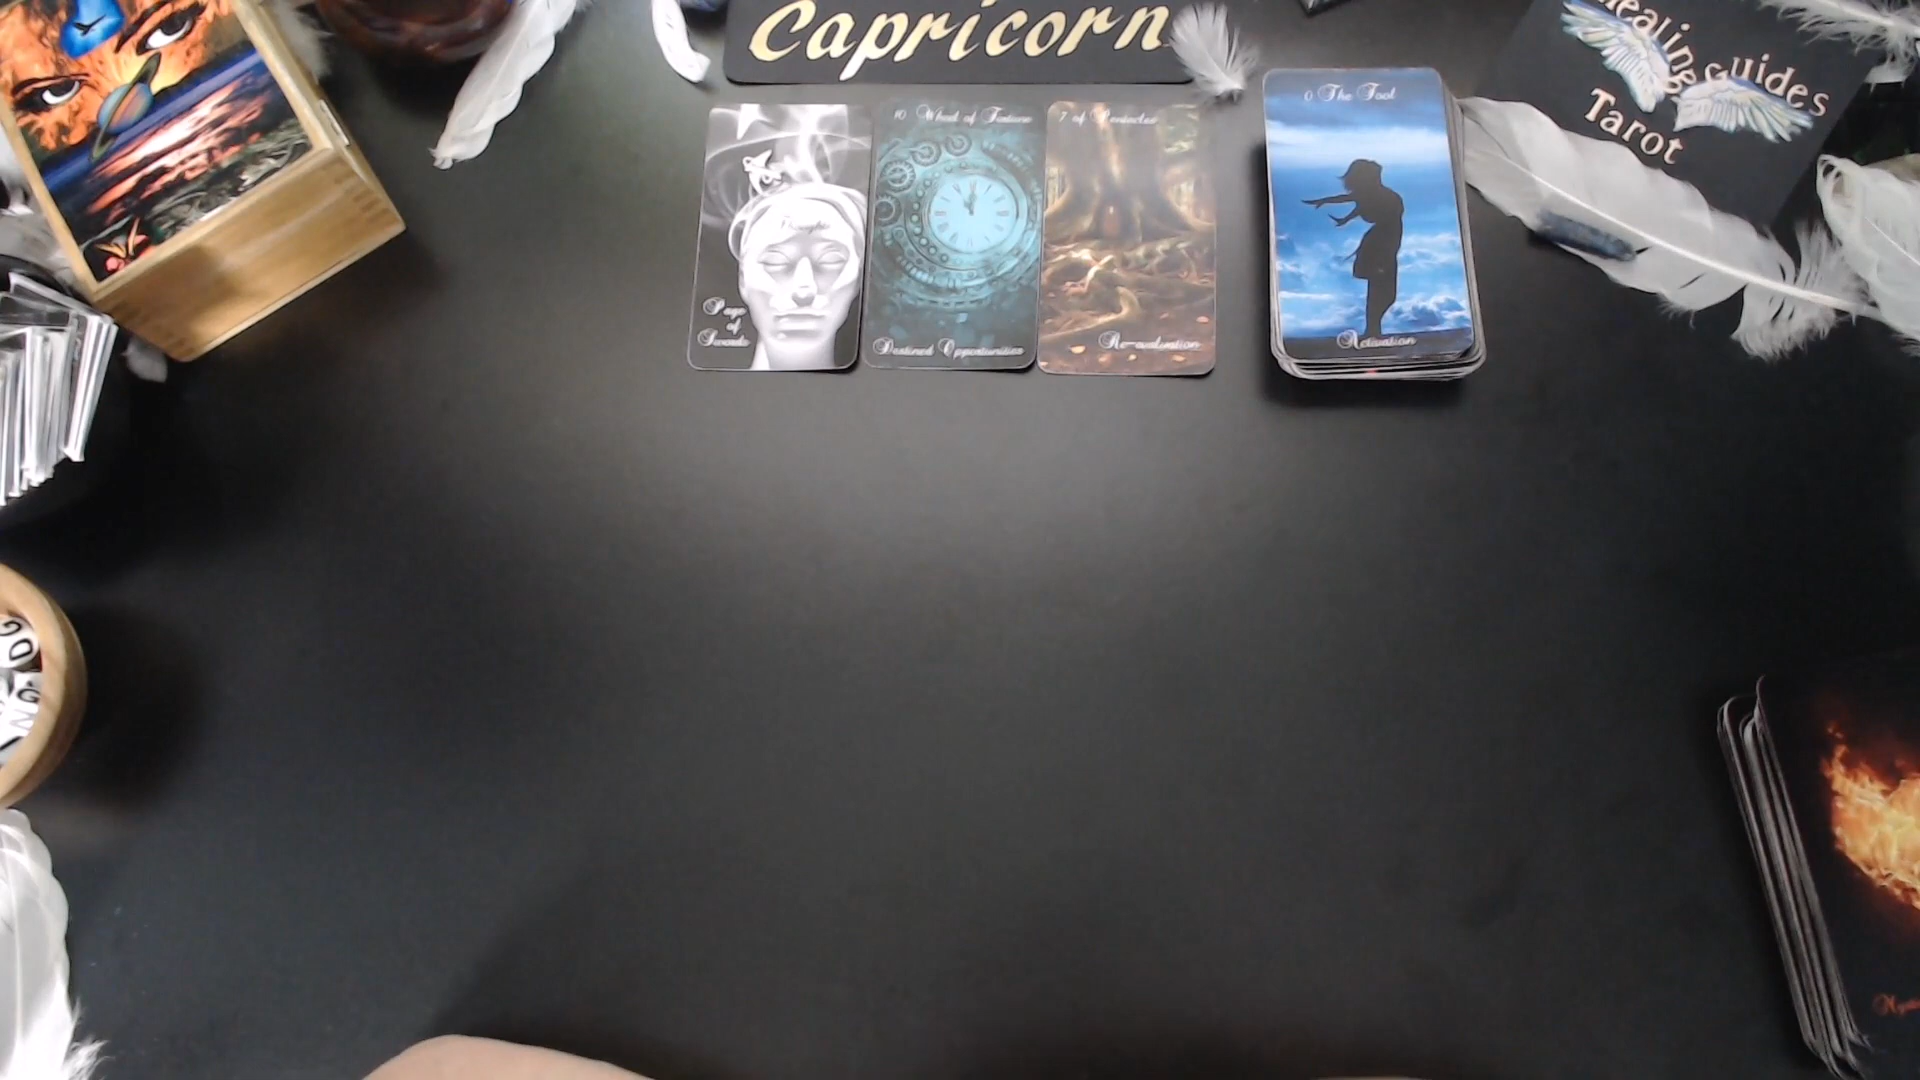 Capricorn
Healing Guides
Tarot
Thoughts
Page
of
Swords
10 Wheel of Fortune
Destined Opportunities
7 of Pentacles
Re-evaluation
0 The Fool
Activation